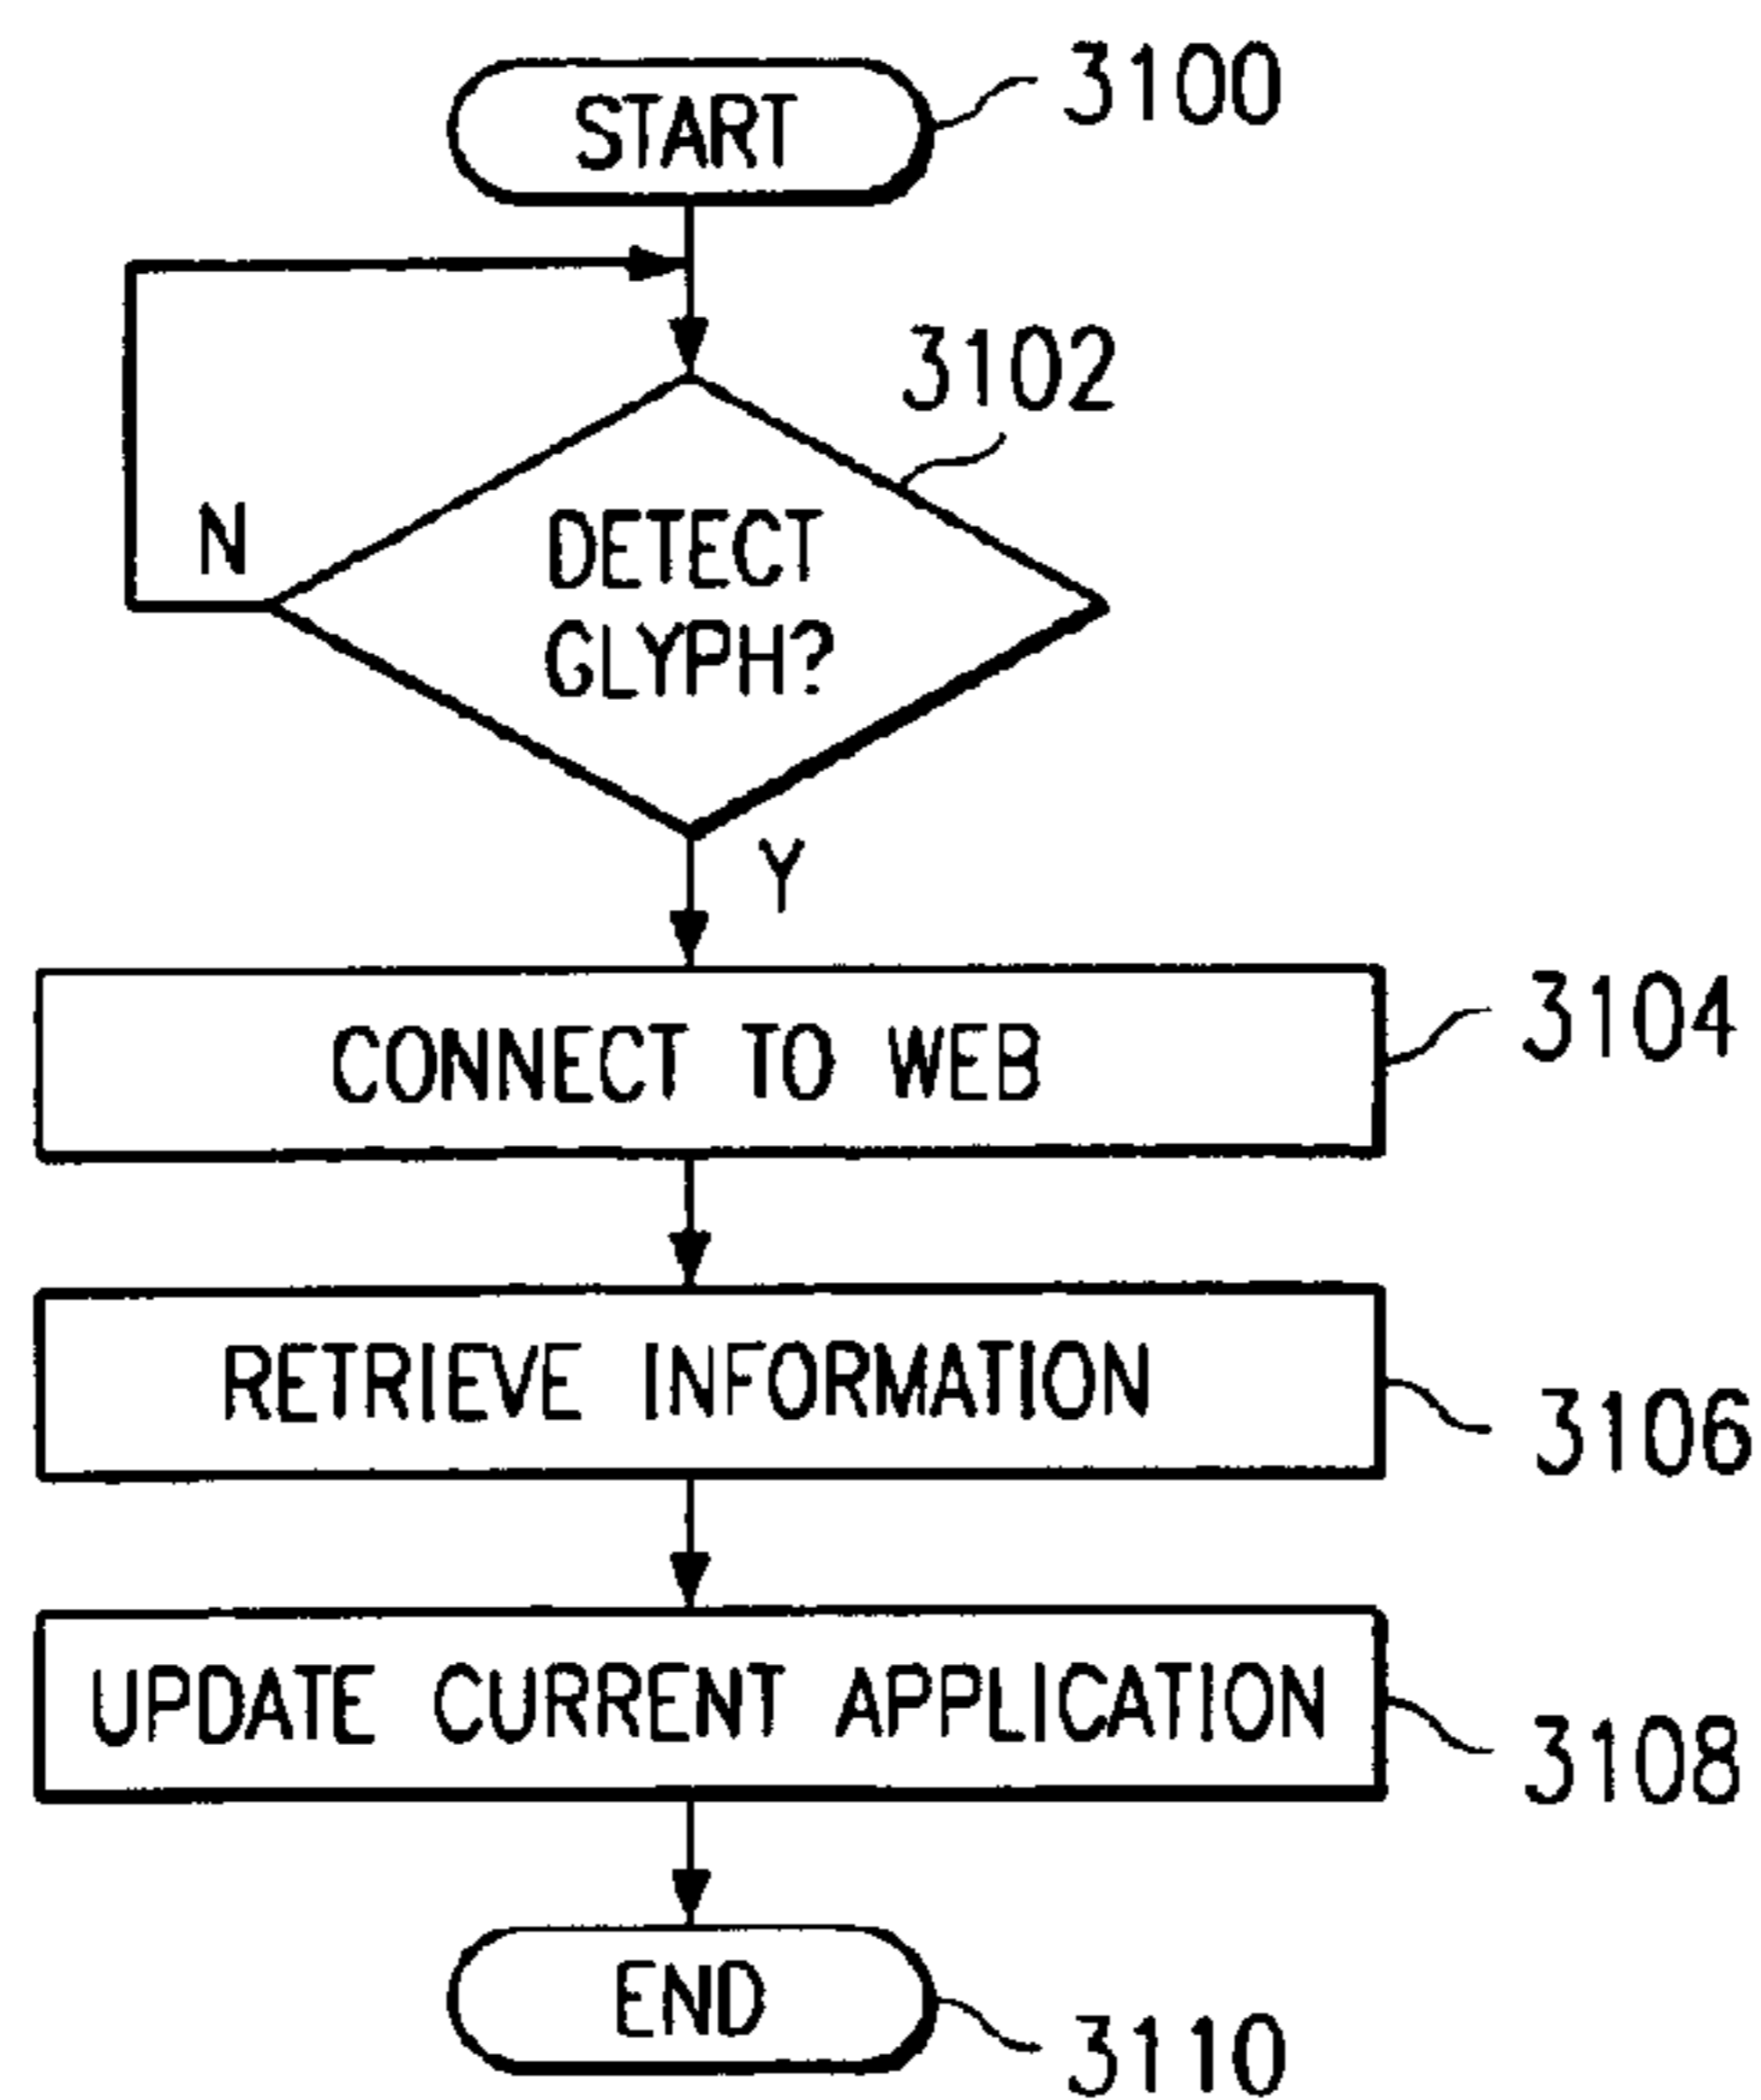 START
3100
3102
N
DETECT
GLYPH?
Y
CONNECT TO WEB
3104
RETRIEVE INFORMATION
3106
UPDATE CURRENT APPLICATION
3108
END
3110